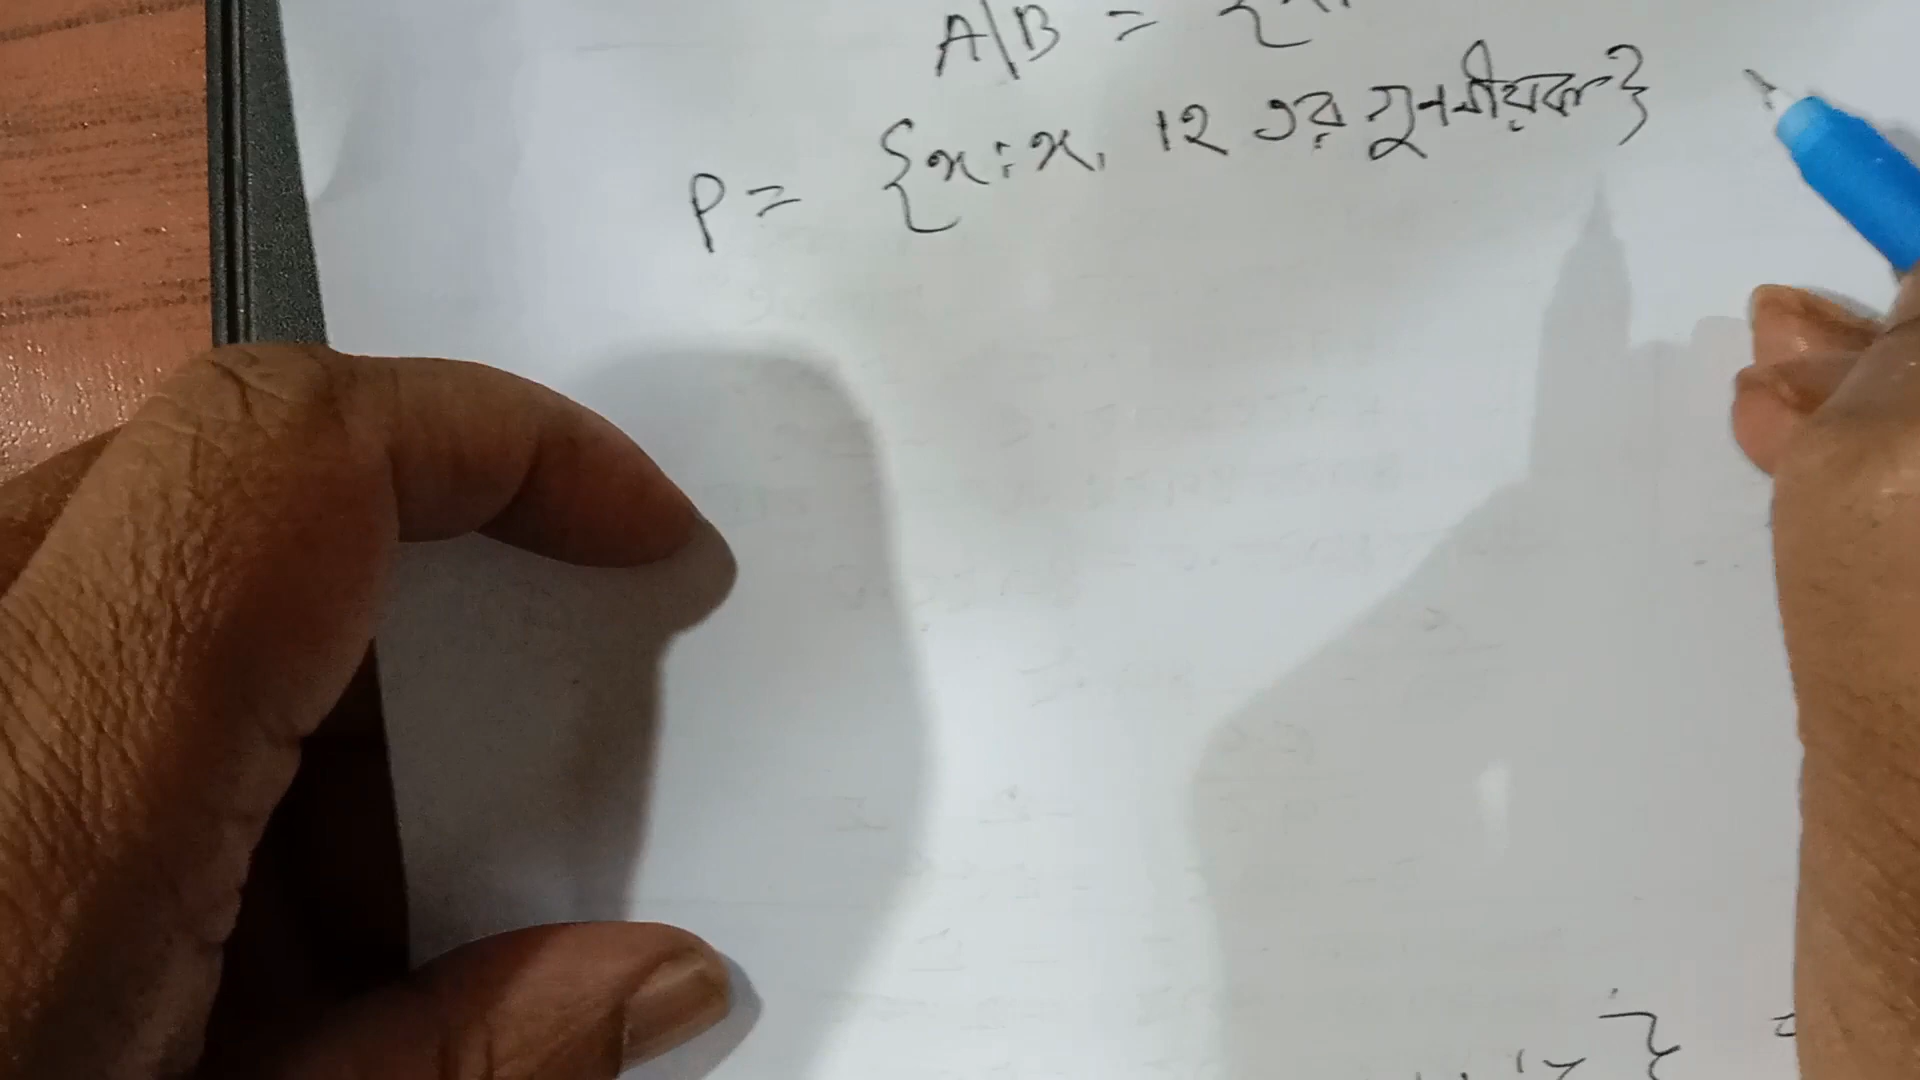 A\B = {x:
P = {x : x, 12 এর গুণনীয়ক}
} =